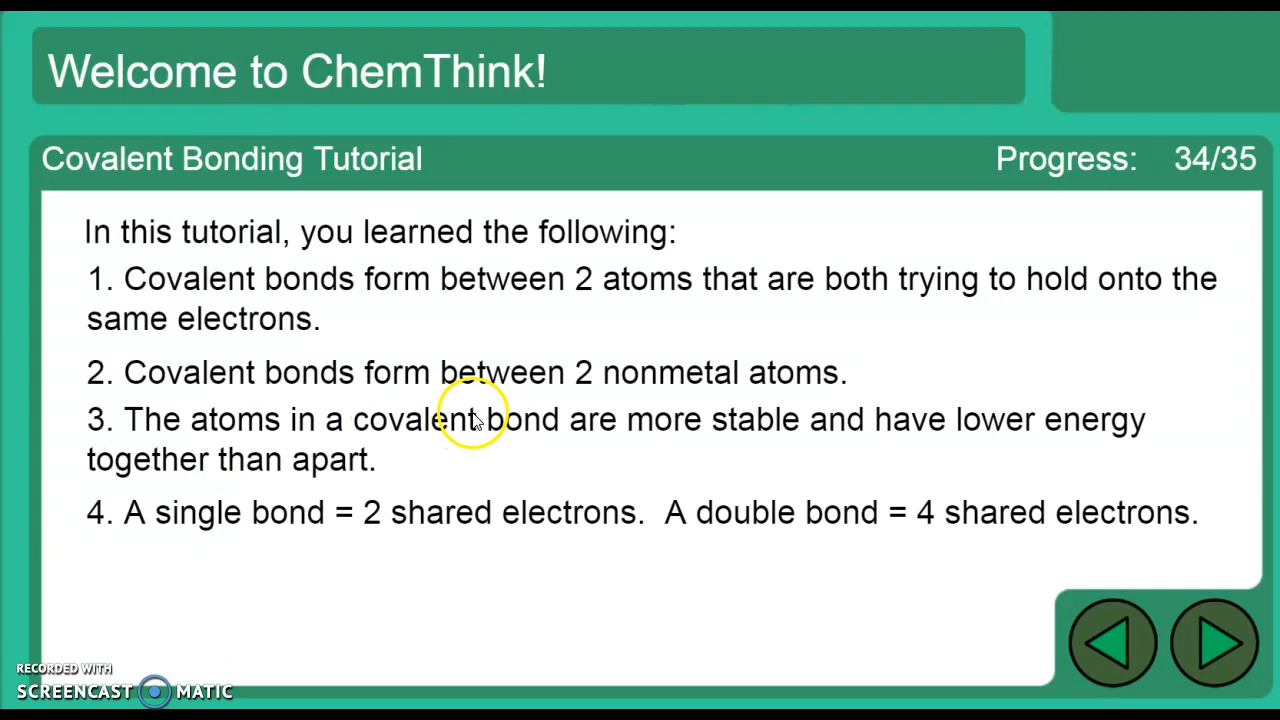 Welcome to ChemThink!
Covalent Bonding Tutorial Progress: 34/35
In this tutorial, you learned the following:
1. Covalent bonds form between 2 atoms that are both trying to hold onto the
same electrons.
2. Covalent bonds form between 2 nonmetal atoms.
3. The atoms in a covalent bond are more stable and have lower energy
together than apart.
4. A single bond = 2 shared electrons.  A double bond = 4 shared electrons.
RECORDED WITH
SCREENCAST MATIC